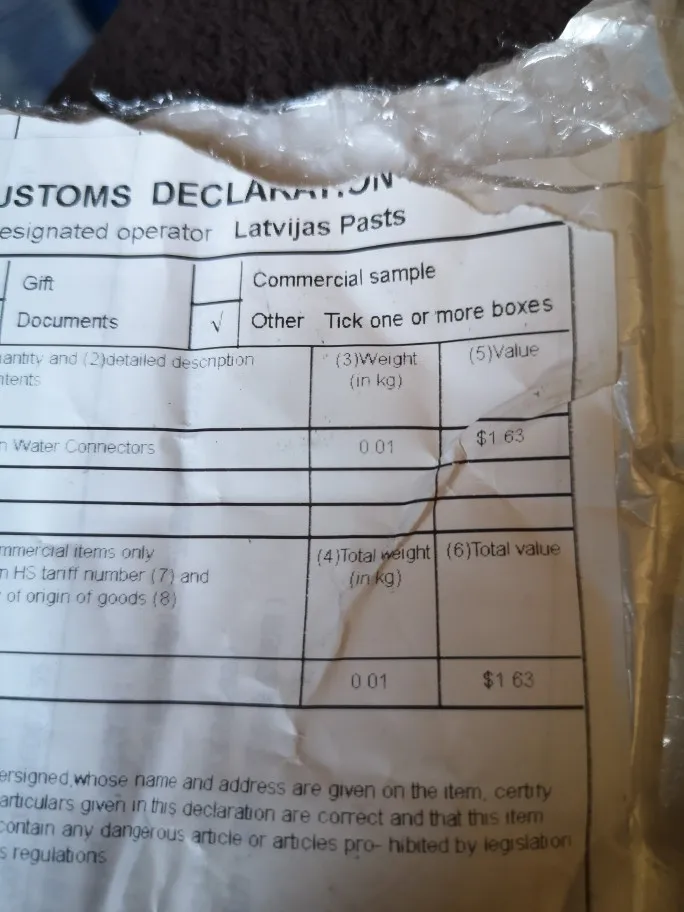 USTOMS DECLARATION
esignated operator Latvijas Pasts
Gift
Commercial sample
Documents
√ Other Tick one or more boxes
antity and (2)detailed description
ntents
(3)Weight
(in kg)
(5)Value
n Water Connectors
0 01
$1 63
mmercial items only
n HS tariff number (7) and
of origin of goods (8)
(4)Total weight
(in kg)
(6)Total value
0 01
$1 63
ersigned,whose name and address are given on the item, certity
articulars given in this declaration are correct and that this item
contain any dangerous article or articles pro- hibited by legislation
s regulations